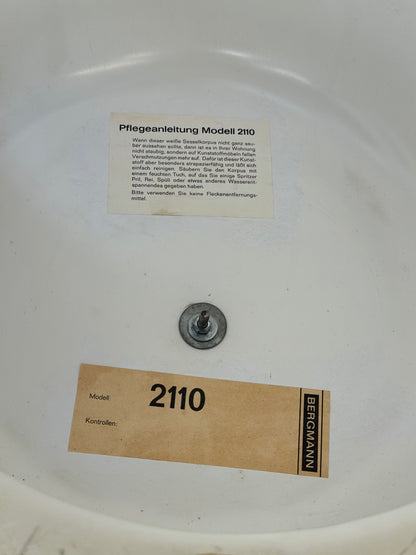 Pflegeanleitung Modell 2110
Wenn dieser weiße Sesselkorpus nicht ganz sau-
ber aussehen sollte, dann ist es in Ihrer Wohnung
nicht staubig, sondern auf Kunststoffmöbeln fallen
Verschmutzungen mehr auf. Dafür ist dieser Kunst-
stoff aber besonders strapazierfähig und läßt sich
einfach reinigen. Säubern Sie den Korpus mit
einem feuchten Tuch, auf das Sie einige Spritzer
Pril, Rei, Spüli oder etwas anderes Wasserent-
spannendes gegeben haben.
Bitte verwenden Sie keine Fleckenentfernungs-
mittel.
Modell: 2110
Kontrollen:
BERGMANN